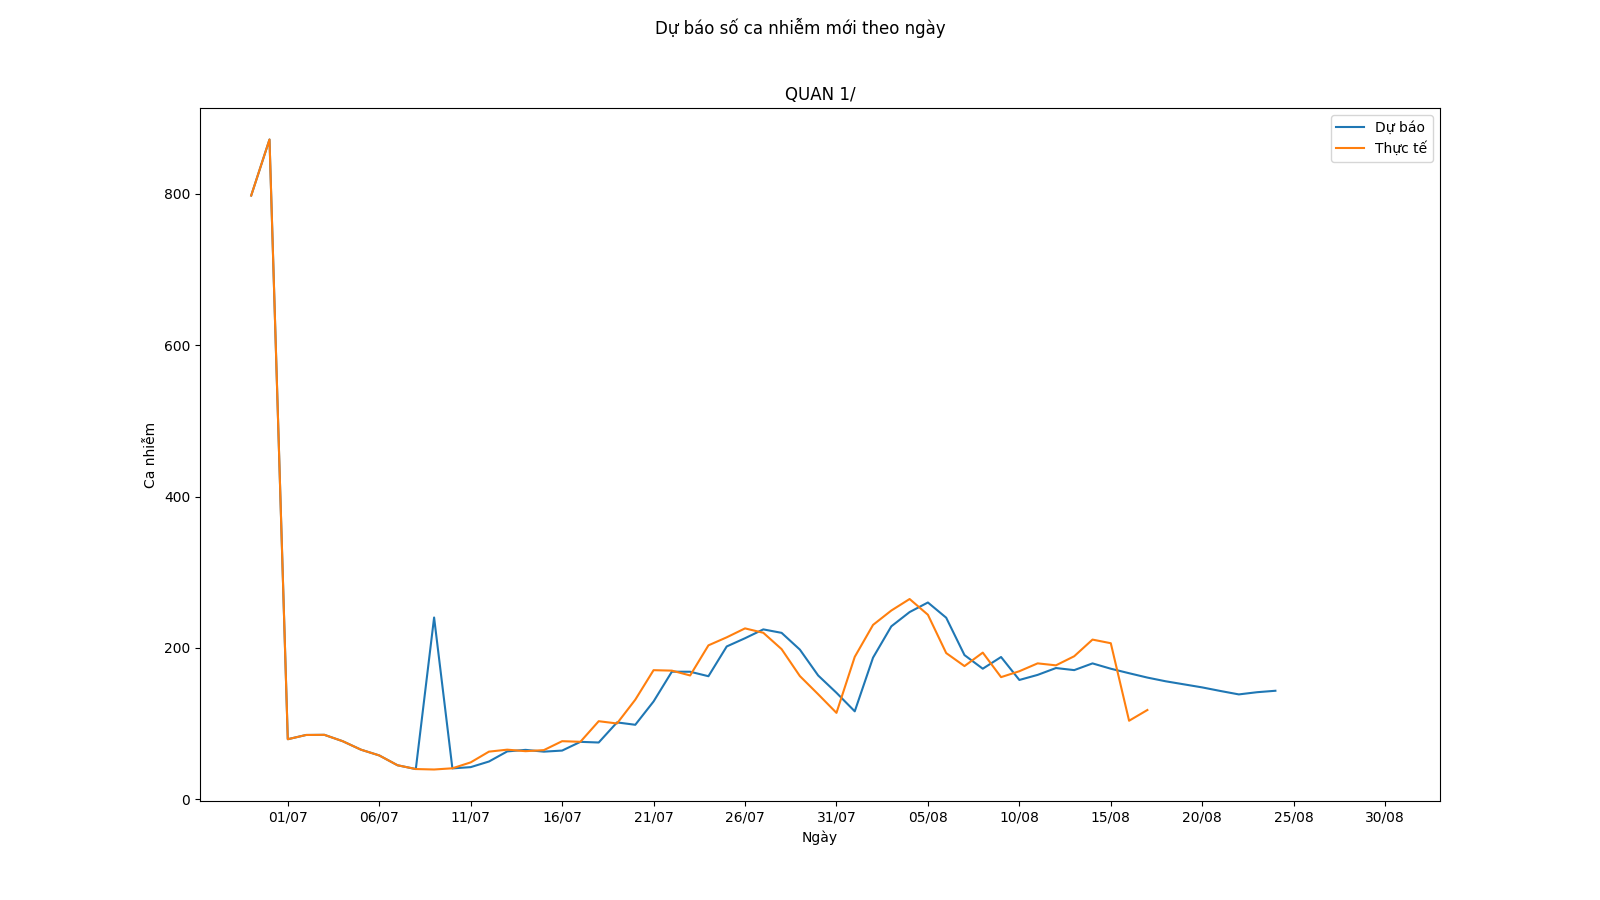 Dự báo số ca nhiễm mới theo ngày
QUAN 1/
Dự báo
Thực tế
800
600
400
200
0
Ca nhiễm
01/07 06/07 11/07 16/07 21/07 26/07 31/07 05/08 10/08 15/08 20/08 25/08 30/08
Ngày